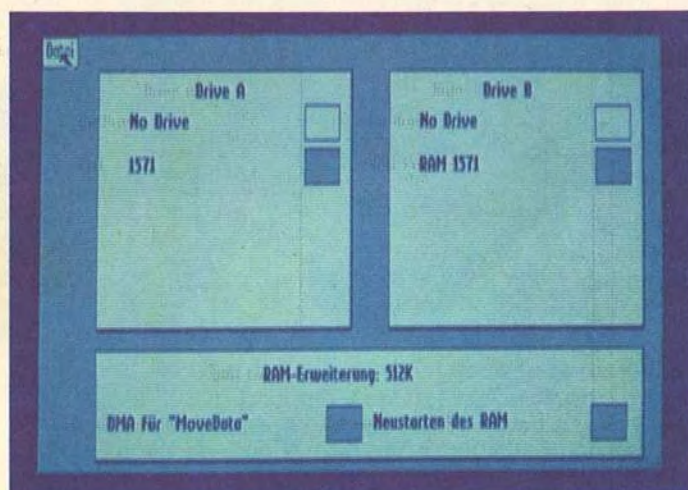 Datei
Drive A
No Drive
1571
Drive B
No Drive
RAM 1571
RAM-Erweiterung: 512K
DMA für "MoveData"
Neustarten des RAM